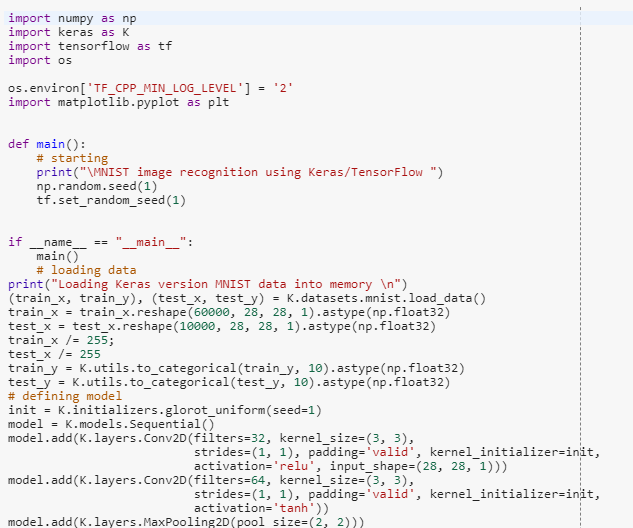 import numpy as np
import keras as K
import tensorflow as tf
import os
os.environ['TF_CPP_MIN_LOG_LEVEL'] = '2'
import matplotlib.pyplot as plt
def main():
    # starting
    print("\MNIST image recognition using Keras/TensorFlow ")
    np.random.seed(1)
    tf.set_random_seed(1)
if __name__ == "__main__":
    main()
    # loading data
print("Loading Keras version MNIST data into memory \n")
(train_x, train_y), (test_x, test_y) = K.datasets.mnist.load_data()
train_x = train_x.reshape(60000, 28, 28, 1).astype(np.float32)
test_x = test_x.reshape(10000, 28, 28, 1).astype(np.float32)
train_x /= 255;
test_x /= 255
train_y = K.utils.to_categorical(train_y, 10).astype(np.float32)
test_y = K.utils.to_categorical(test_y, 10).astype(np.float32)
# defining model
init = K.initializers.glorot_uniform(seed=1)
model = K.models.Sequential()
model.add(K.layers.Conv2D(filters=32, kernel_size=(3, 3),
                          strides=(1, 1), padding='valid', kernel_initializer=init,
                          activation='relu', input_shape=(28, 28, 1)))
model.add(K.layers.Conv2D(filters=64, kernel_size=(3, 3),
                          strides=(1, 1), padding='valid', kernel_initializer=init,
                          activation='tanh'))
model.add(K.layers.MaxPooling2D(pool_size=(2, 2)))